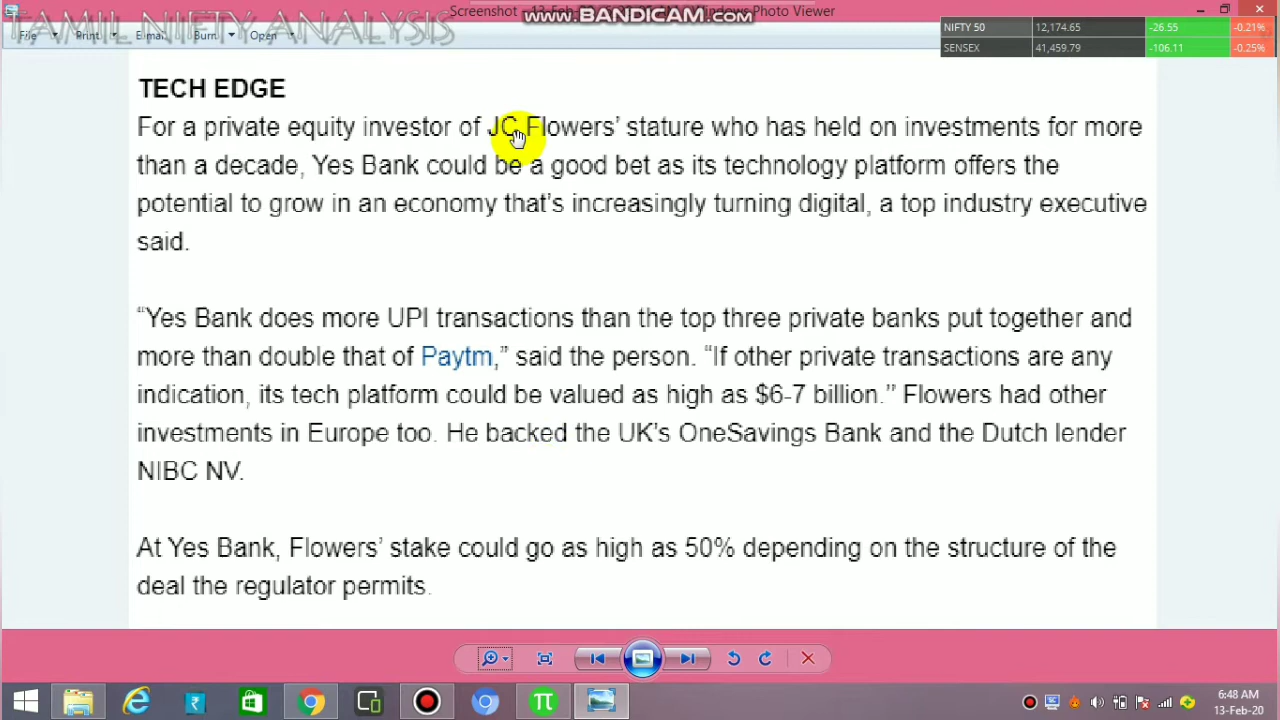 Screenshot - 13-Feb- Windows Photo Viewer
WWW.BANDICAM.COM
TAMIL NIFTY ANALYSIS
File Print E-mail Burn Open
NIFTY 50 12,174.65 -26.55 -0.21%
SENSEX 41,459.79 -106.11 -0.25%
TECH EDGE
For a private equity investor of JC Flowers’ stature who has held on investments for more
than a decade, Yes Bank could be a good bet as its technology platform offers the
potential to grow in an economy that’s increasingly turning digital, a top industry executive
said.
“Yes Bank does more UPI transactions than the top three private banks put together and
more than double that of Paytm,” said the person. “If other private transactions are any
indication, its tech platform could be valued as high as $6-7 billion.’’ Flowers had other
investments in Europe too. He backed the UK’s OneSavings Bank and the Dutch lender
NIBC NV.
At Yes Bank, Flowers’ stake could go as high as 50% depending on the structure of the
deal the regulator permits.
6:48 AM
13-Feb-20